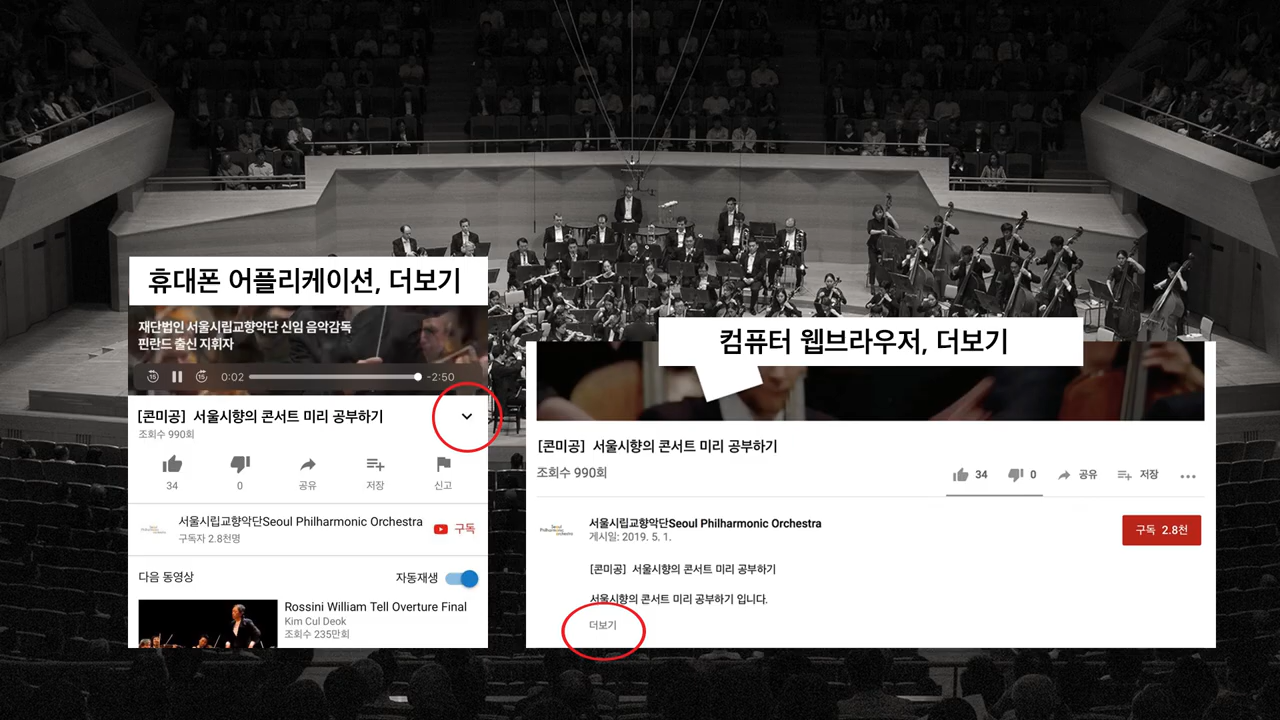 휴대폰 어플리케이션, 더보기
재단법인 서울시립교향악단 신임 음악감독
핀란드 출신 지휘자
15 15 0:02 -2:50
[콘미공] 서울시향의 콘서트 미리 공부하기
조회수 990회
34 0 공유 저장 신고
서울시립교향악단Seoul Philharmonic Orchestra
구독자 2.8천명
구독
다음 동영상 자동재생
Rossini William Tell Overture Final
Kim Cul Deok
조회수 235만회
컴퓨터 웹브라우저, 더보기
[콘미공] 서울시향의 콘서트 미리 공부하기
조회수 990회
34 0 공유 저장
서울시립교향악단Seoul Philharmonic Orchestra
게시일: 2019. 5. 1.
구독 2.8천
[콘미공] 서울시향의 콘서트 미리 공부하기
서울시향의 콘서트 미리 공부하기 입니다.
더보기